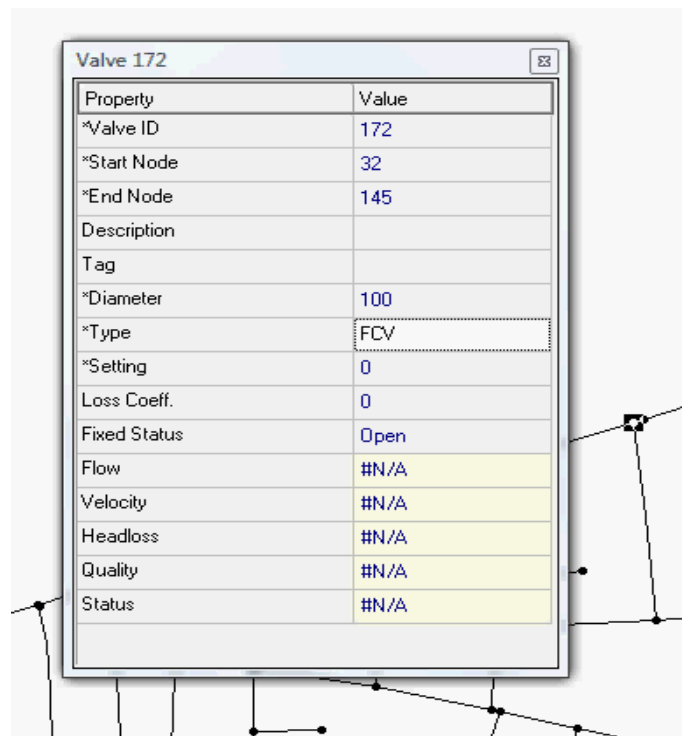 Valve 172
Property Value
*Valve ID 172
*Start Node 32
*End Node 145
Description
Tag
*Diameter 100
*Type FCV
*Setting 0
Loss Coeff. 0
Fixed Status Open
Flow #N/A
Velocity #N/A
Headloss #N/A
Quality #N/A
Status #N/A